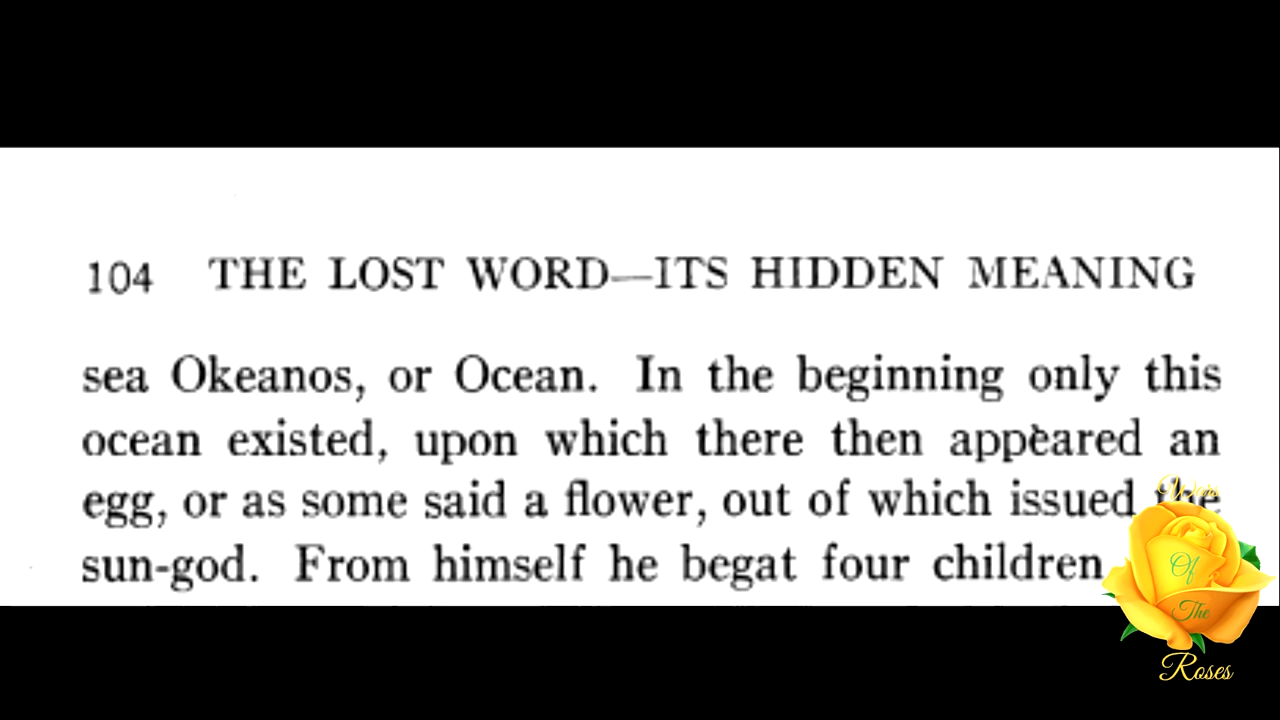 104 THE LOST WORD—ITS HIDDEN MEANING
sea Okeanos, or Ocean. In the beginning only this
ocean existed, upon which there then appeared an
egg, or as some said a flower, out of which issued the
sun-god. From himself he begat four children
Wars
Of
The
Roses